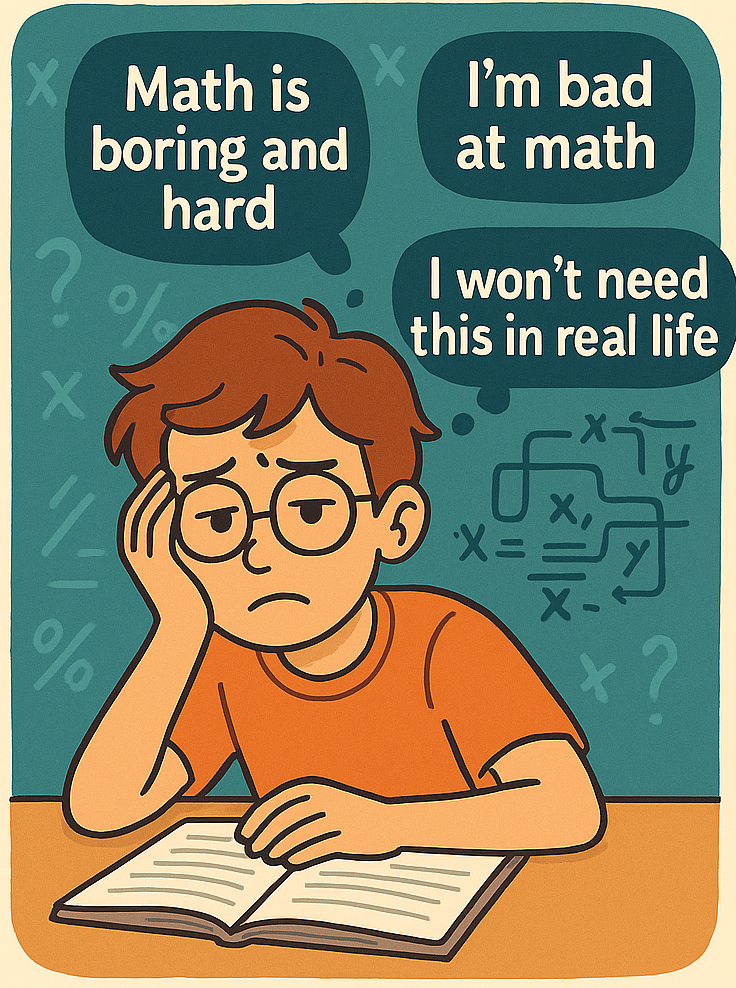 Math is
boring and
hard
I'm bad
at math
I won't need
this in real life
x
x
?
%
x
%
x
y
x,
x =
y
x -
x
?